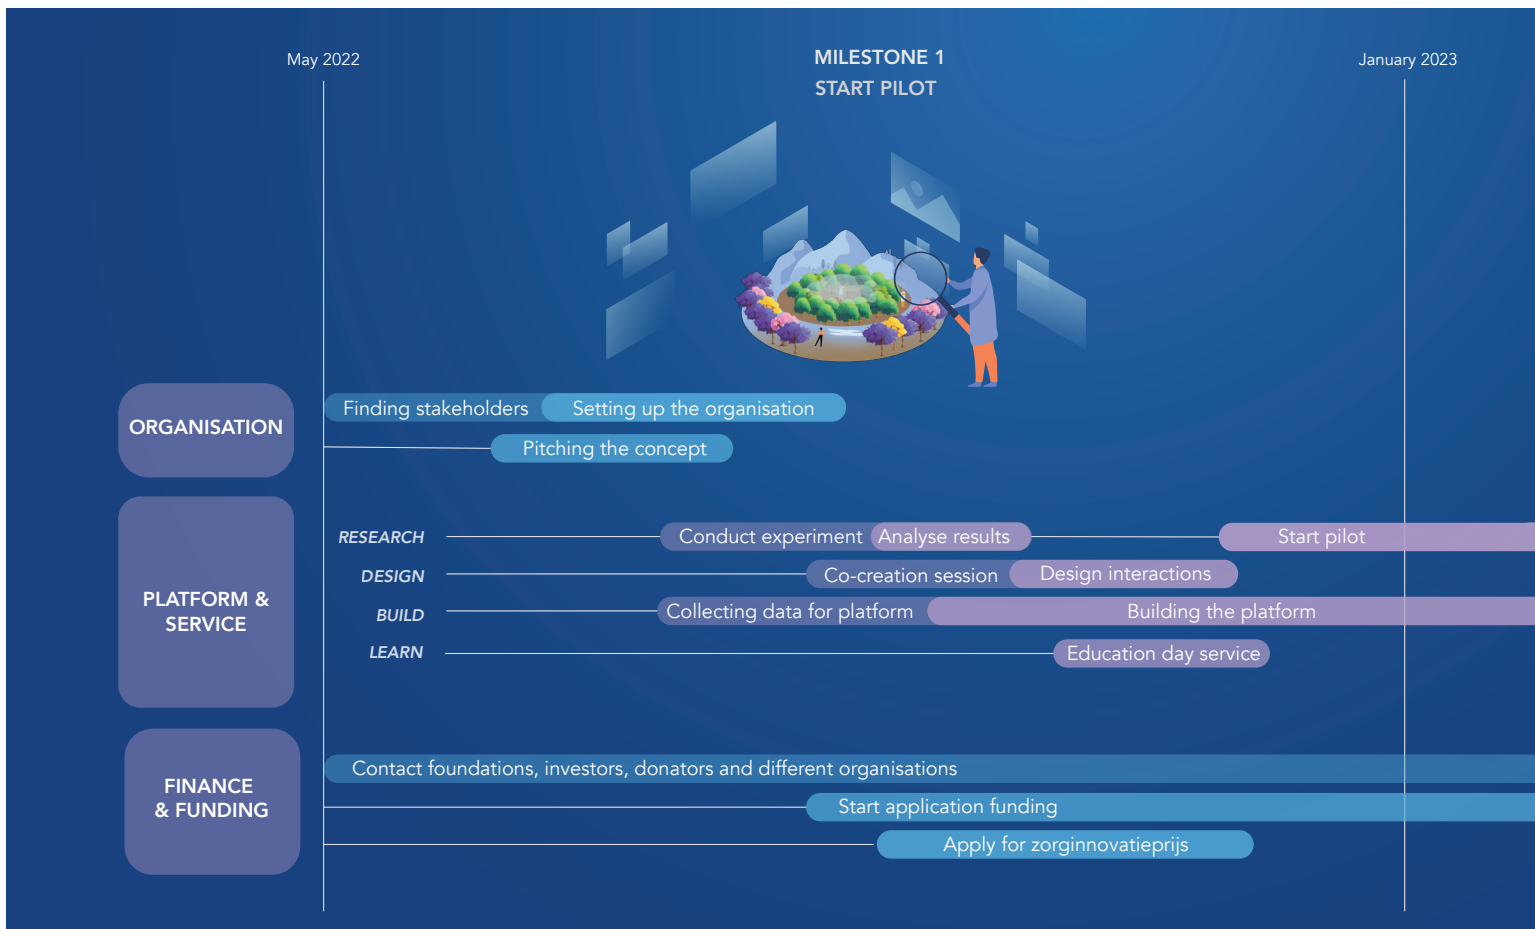 May 2022
MILESTONE 1
START PILOT
January 2023
ORGANISATION
Finding stakeholders
Setting up the organisation
Pitching the concept
PLATFORM &
SERVICE
RESEARCH
Conduct experiment
Analyse results
Start pilot
DESIGN
Co-creation session
Design interactions
BUILD
Collecting data for platform
Building the platform
LEARN
Education day service
FINANCE
& FUNDING
Contact foundations, investors, donators and different organisations
Start application funding
Apply for zorginnovatieprijs